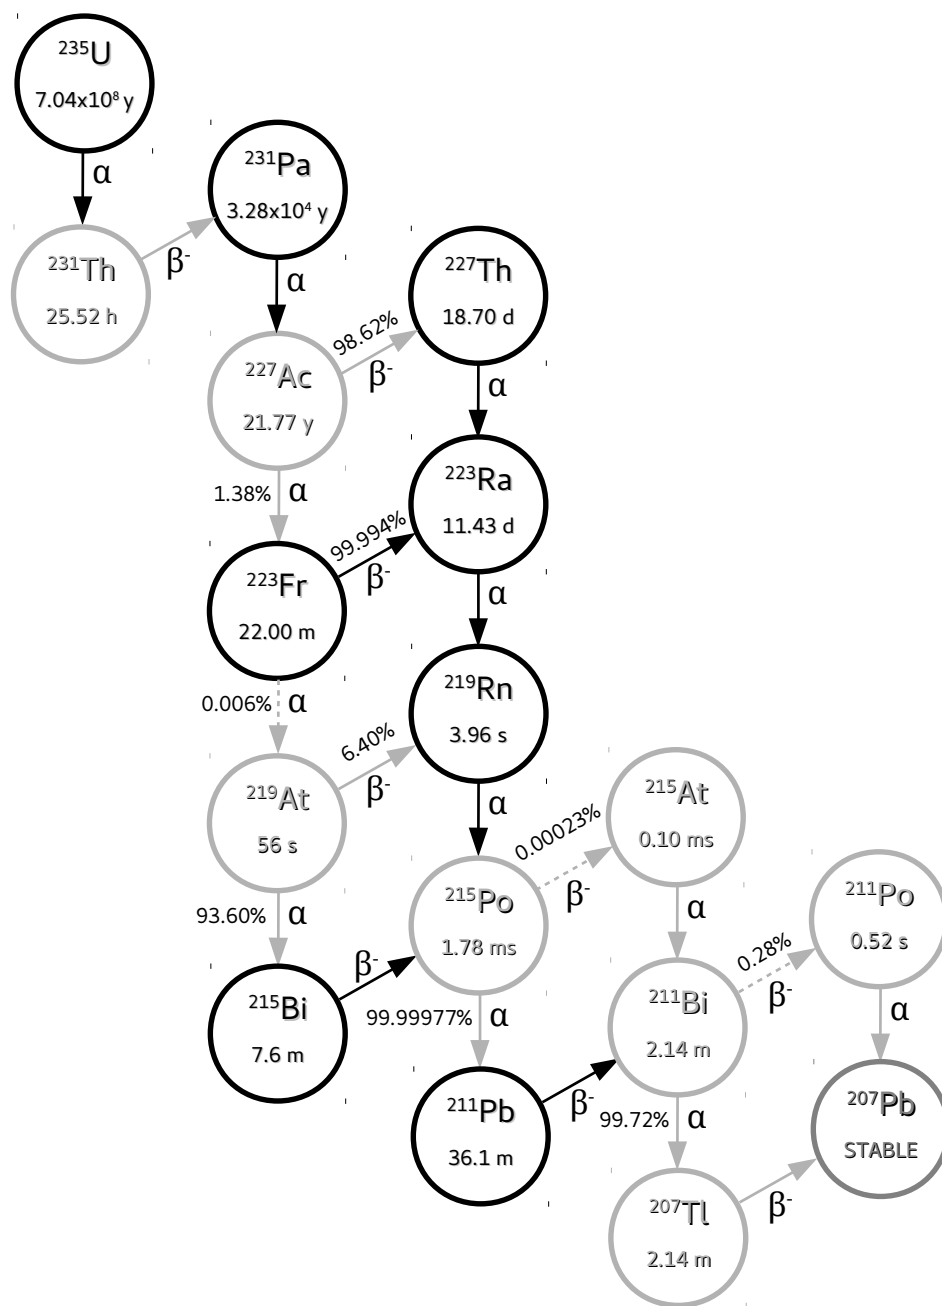 ²³⁵U
7.04x10⁸ y
α
²³¹Pa
3.28x10⁴ y
²³¹Th
25.52 h
β⁻
α
²²⁷Th
18.70 d
98.62%
β⁻
²²⁷Ac
21.77 y
α
1.38%
α
²²³Ra
11.43 d
99.994%
β⁻
²²³Fr
22.00 m
α
0.006%
α
²¹⁹Rn
3.96 s
6.40%
β⁻
²¹⁹At
56 s
α
²¹⁵At
0.10 ms
0.00023%
β⁻
93.60%
α
²¹⁵Po
1.78 ms
β⁻
α
²¹¹Po
0.52 s
0.28%
β⁻
²¹⁵Bi
7.6 m
99.99977%
α
²¹¹Bi
2.14 m
α
²¹¹Pb
36.1 m
β⁻
99.72%
α
²⁰⁷Pb
STABLE
²⁰⁷Tl
2.14 m
β⁻